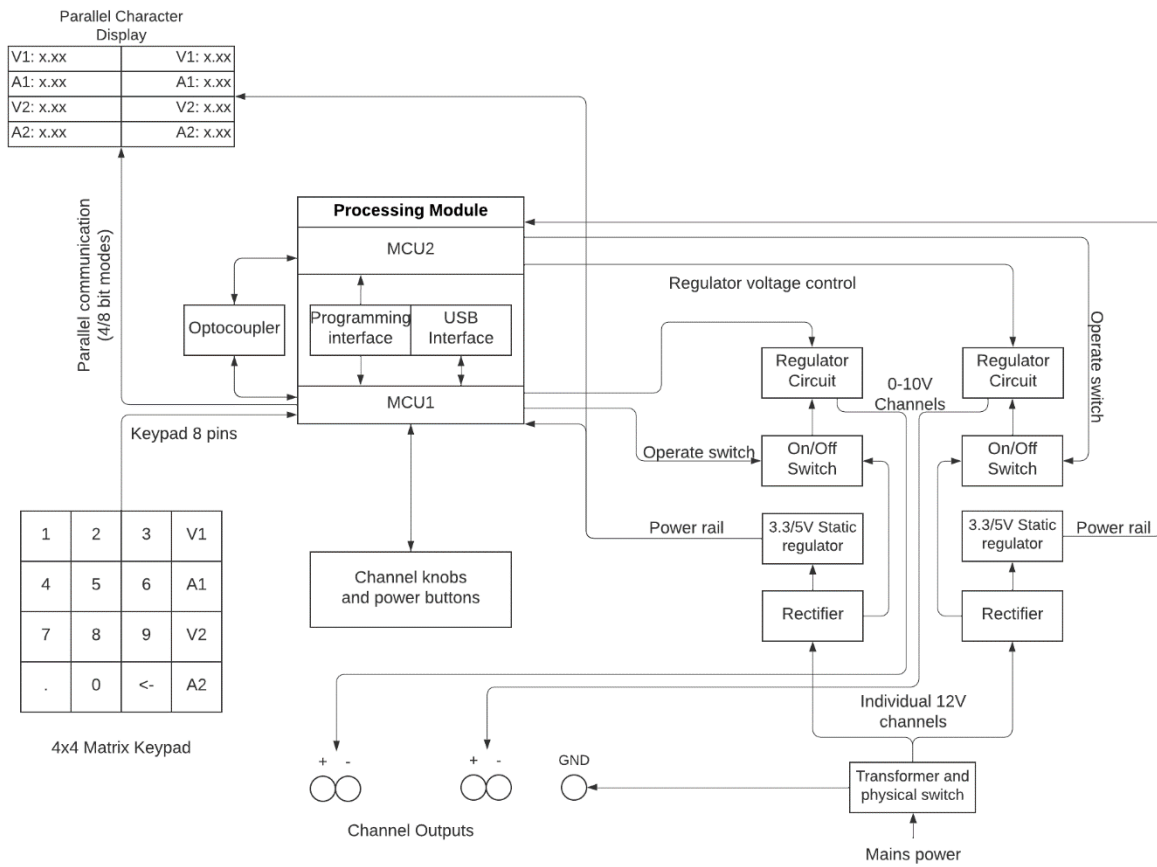 Parallel Character
Display
V1: x.xx V1: x.xx
A1: x.xx A1: x.xx
V2: x.xx V2: x.xx
A2: x.xx A2: x.xx
Parallel communication
(4/8 bit modes)
Processing Module
MCU2
Optocoupler
Programming
interface
USB
Interface
MCU1
Keypad 8 pins
Regulator voltage control
Operate switch
Regulator
Circuit
0-10V
Channels
Regulator
Circuit
Operate switch
On/Off
Switch
On/Off
Switch
Power rail
3.3/5V Static
regulator
3.3/5V Static
regulator
Power rail
Channel knobs
and power buttons
Rectifier
Rectifier
1 2 3 V1
4 5 6 A1
7 8 9 V2
. 0 <- A2
4x4 Matrix Keypad
Individual 12V
channels
+ -
+ -
GND
Channel Outputs
Transformer and
physical switch
Mains power